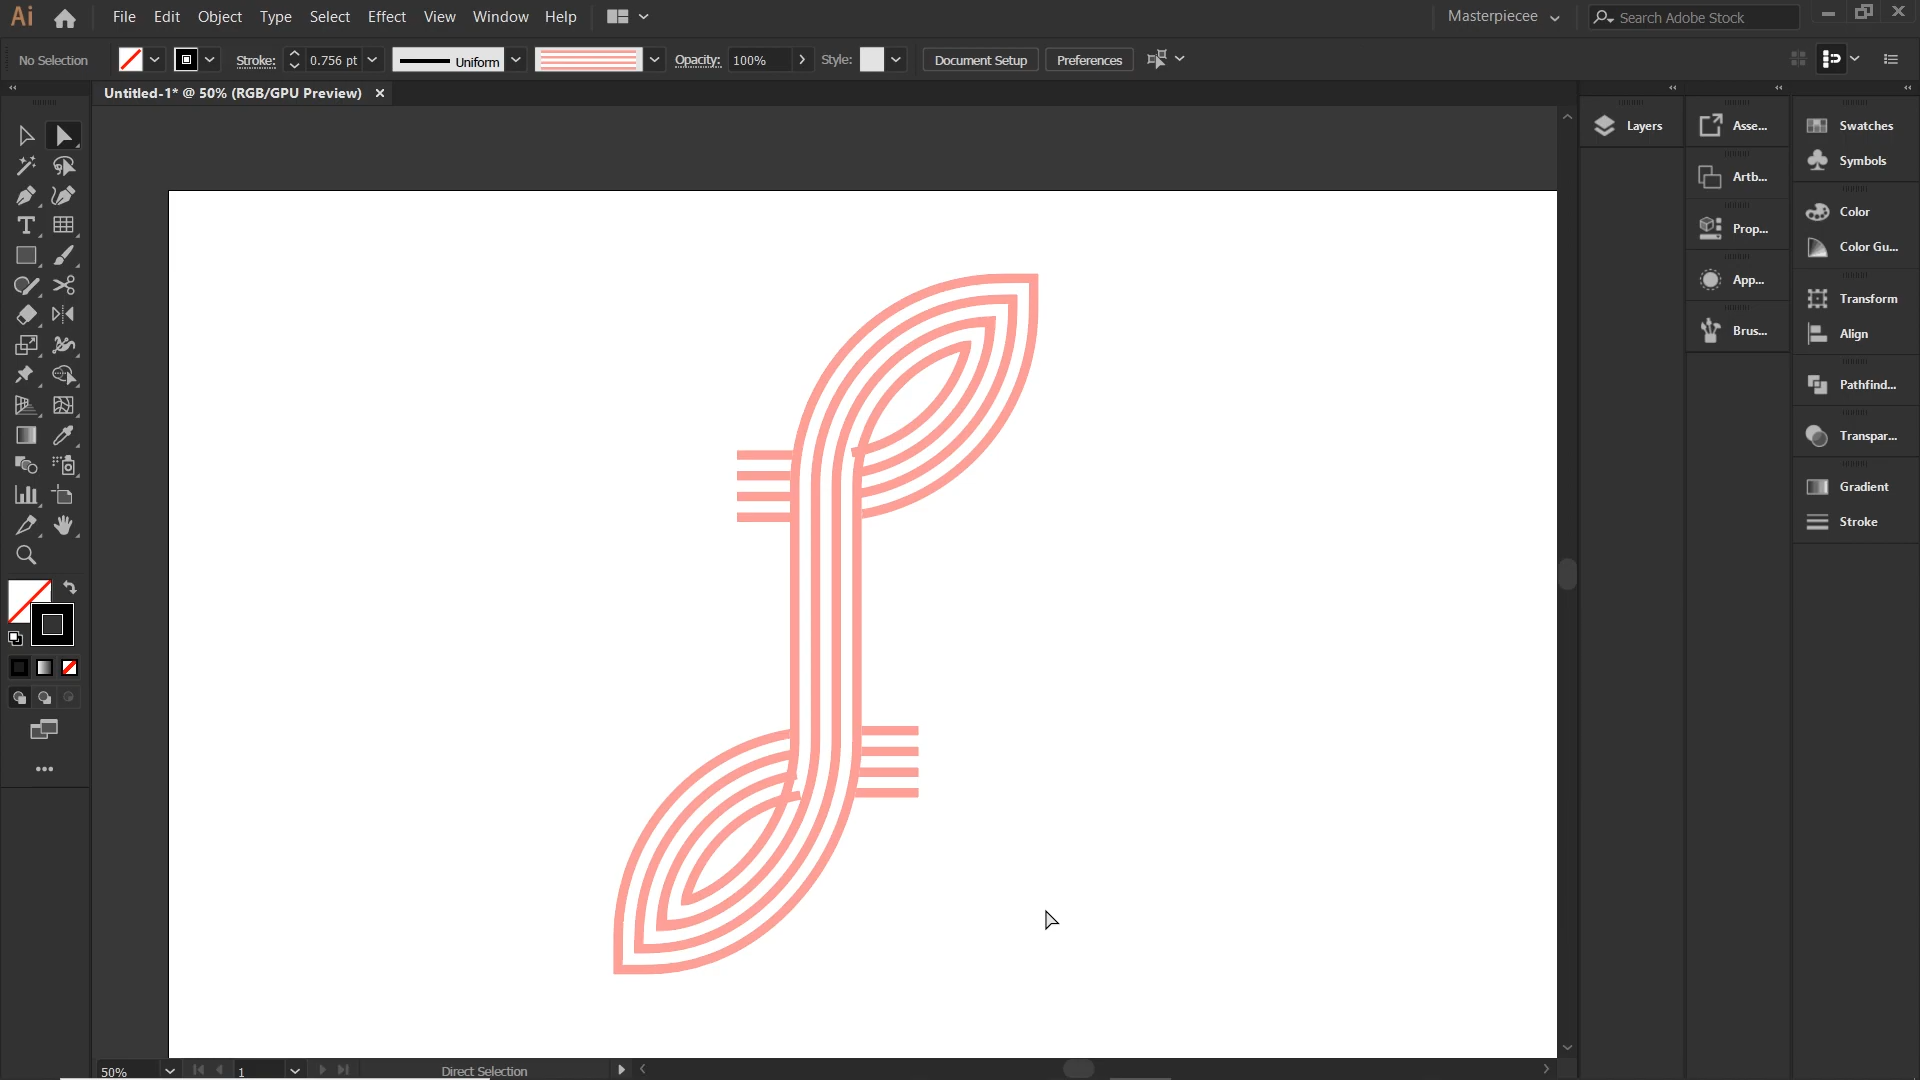 Ai File Edit Object Type Select Effect View Window Help Masterpiecee Search Adobe Stock
No Selection Stroke: 0.756 pt Uniform Opacity: 100% Style: Document Setup Preferences
Untitled-1* @ 50% (RGB/GPU Preview)
Layers
Asse...
Artb...
Prop...
App...
Brus...
Swatches
Symbols
Color
Color Gu...
Transform
Align
Pathfind...
Transpar...
Gradient
Stroke
50% 1 Direct Selection